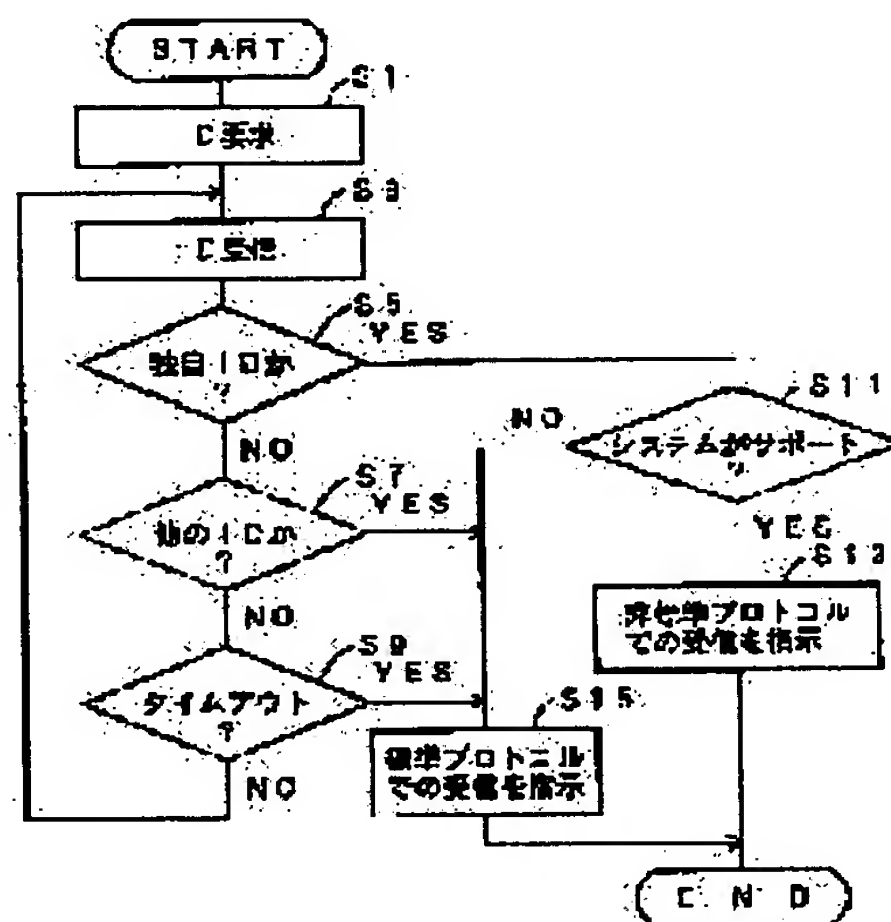 START
S1
ID要求
S3
ID受信
S5
YES
独自IDか
?
NO
S11
システムがサポート
?
NO
YES
S7
YES
他のIDか
?
NO
S13
非標準プロトコル
での受信を指示
S9
YES
タイムアウト
?
NO
S15
標準プロトコル
での受信を指示
END